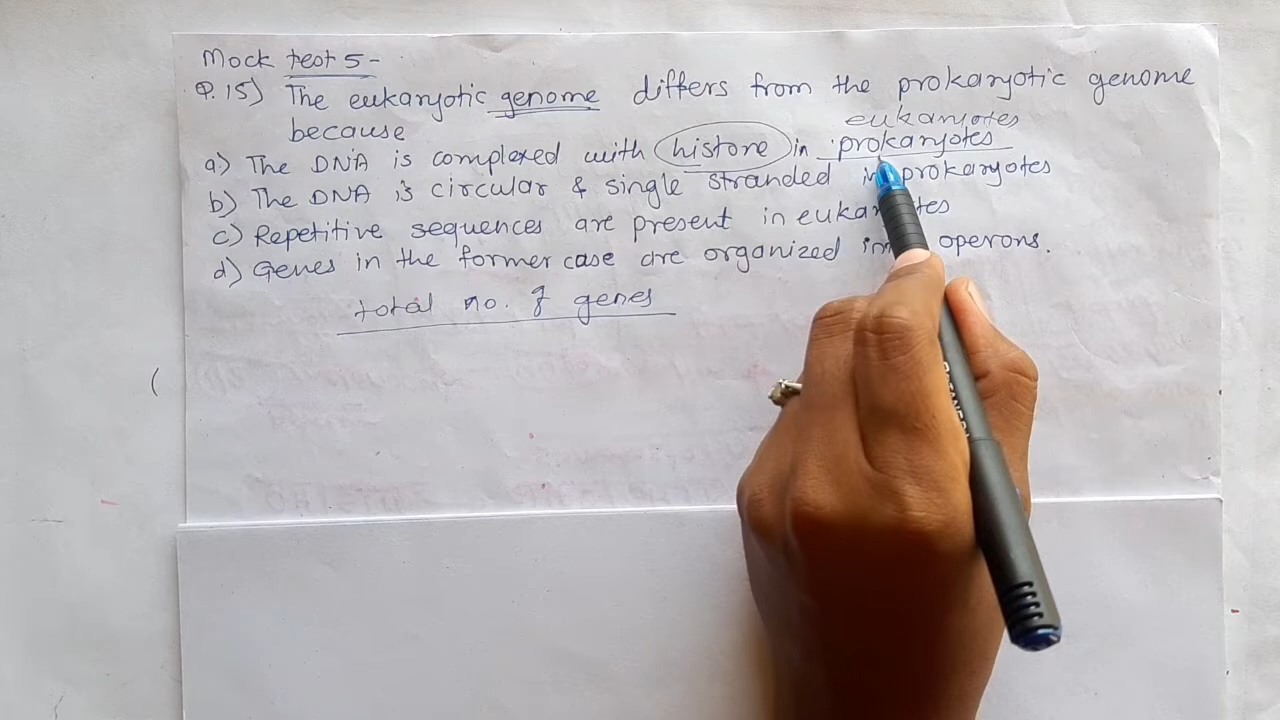 Mock test 5-
Q.15) The eukaryotic genome differs from the prokaryotic genome
because
eukaryotes
a) The DNA is complexed with histone in prokaryotes
b) The DNA is circular & single stranded in prokaryotes
c) Repetitive sequences are present in eukaryotes
d) Genes in the former case are organized operons.
total no. of genes